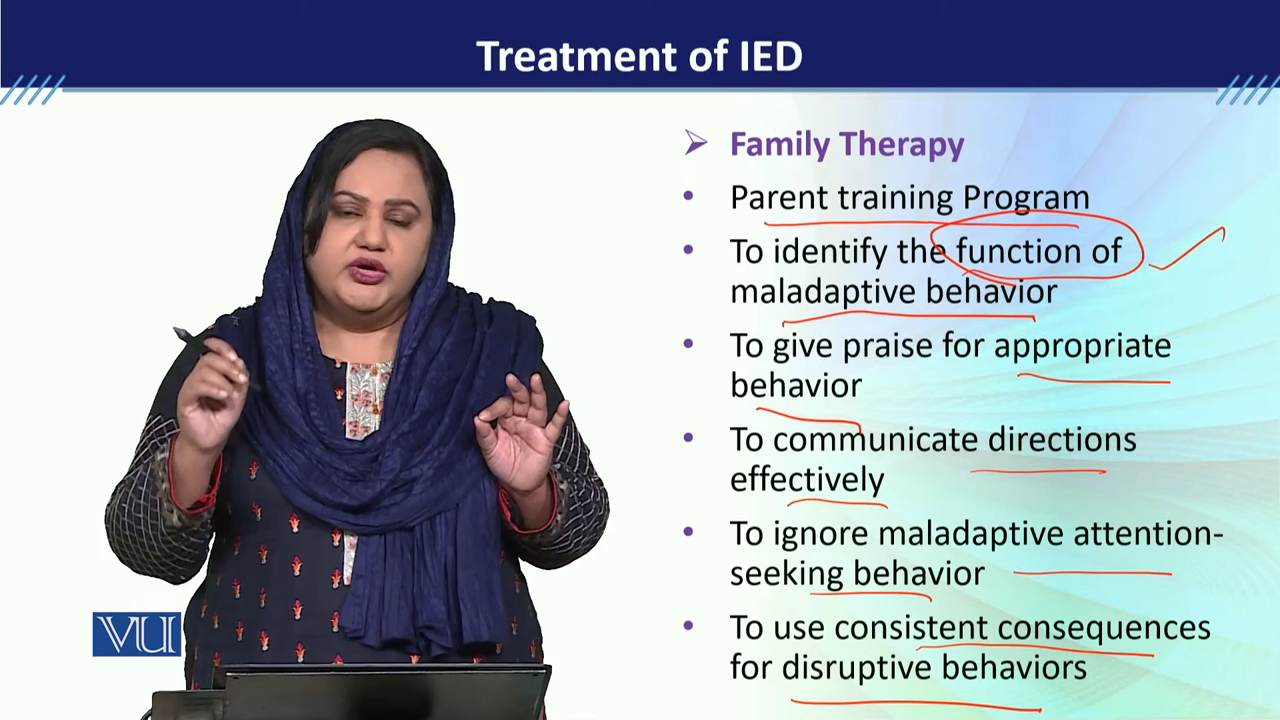 Treatment of IED
➢ Family Therapy
• Parent training Program
• To identify the function of
maladaptive behavior
• To give praise for appropriate
behavior
• To communicate directions
effectively
• To ignore maladaptive attention-
seeking behavior
• To use consistent consequences
for disruptive behaviors
VU